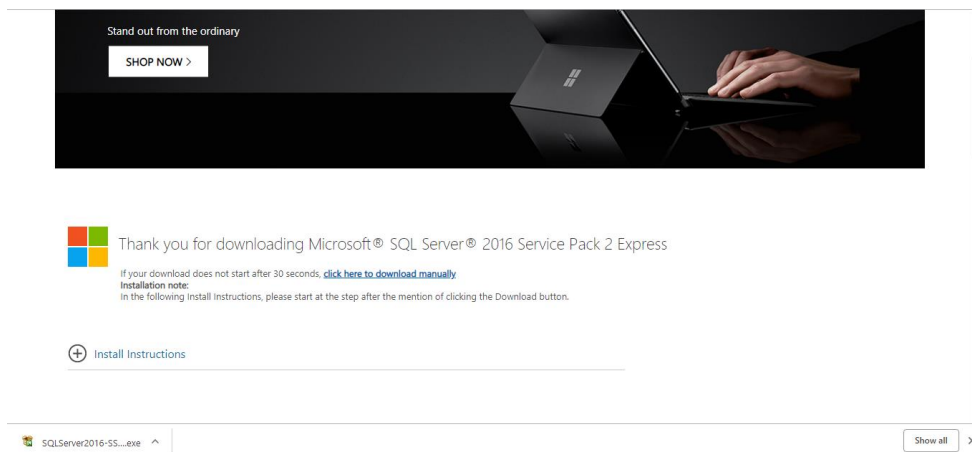 Stand out from the ordinary
SHOP NOW >
Thank you for downloading Microsoft® SQL Server® 2016 Service Pack 2 Express
If your download does not start after 30 seconds, click here to download manually
Installation note:
In the following Install Instructions, please start at the step after the mention of clicking the Download button.
Install Instructions
SQLServer2016-SS....exe
Show all